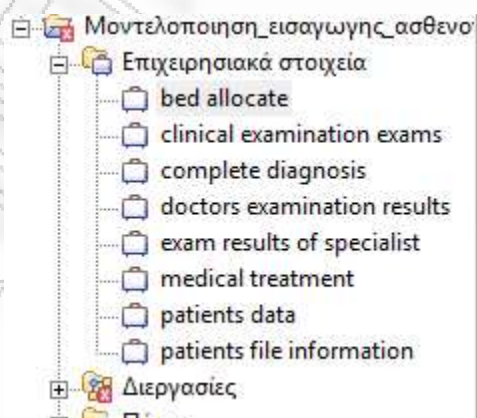 Μοντελοποιηση_εισαγωγης_ασθενο
Επιχειρησιακά στοιχεία
bed allocate
clinical examination exams
complete diagnosis
doctors examination results
exam results of specialist
medical treatment
patients data
patients file information
Διεργασίες